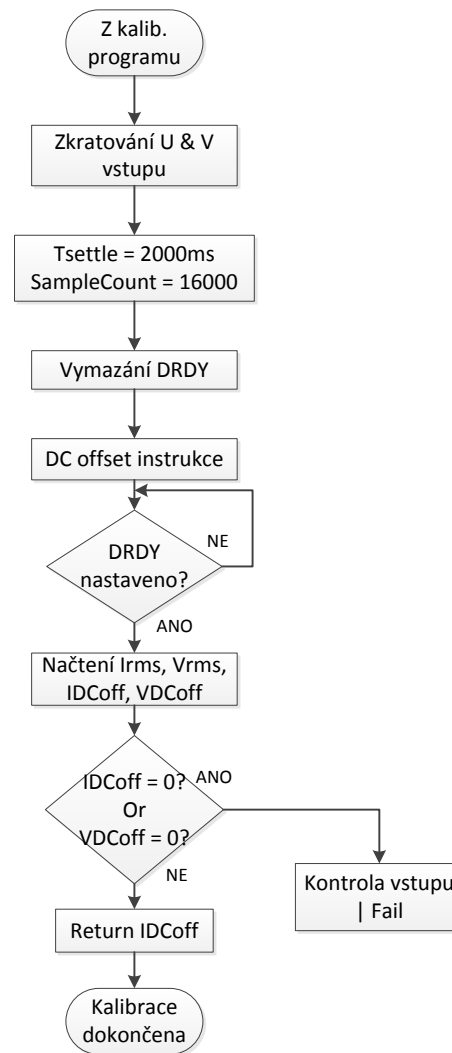 Z kalib.
programu
Zkratování U & V
vstupu
Tsettle = 2000ms
SampleCount = 16000
Vymazání DRDY
DC offset instrukce
DRDY
nastaveno?
NE
ANO
Načtení Irms, Vrms,
IDCoff, VDCoff
IDCoff = 0?
Or
VDCoff = 0?
ANO
NE
Kontrola vstupu
| Fail
Return IDCoff
Kalibrace
dokončena